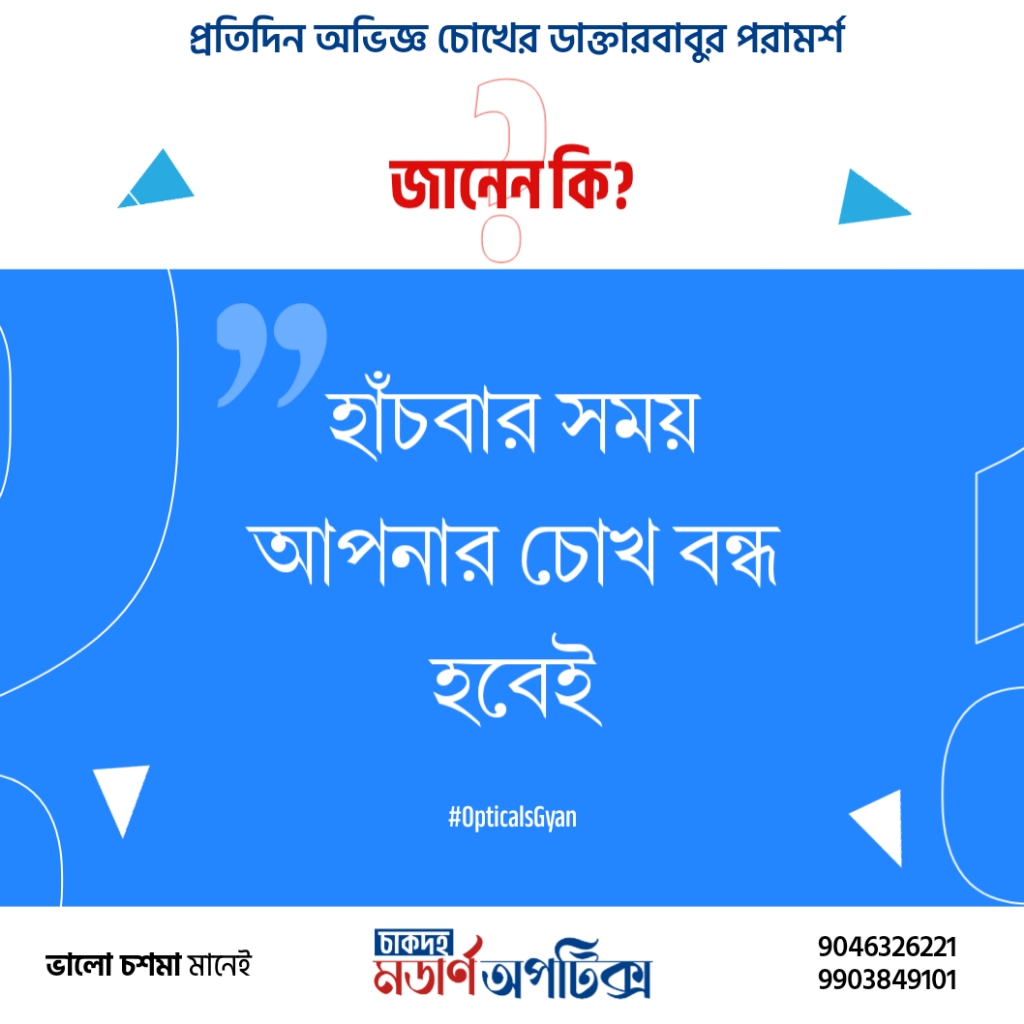 প্রতিদিন অভিজ্ঞ চোখের ডাক্তারবাবুর পরামর্শ
?
জানেন কি?
”
হাঁচবার সময়
আপনার চোখ বন্ধ
হবেই
#OpticalsGyan
ভালো চশমা মানেই
চাকদহ
মডার্ণ অপটিক্স
9046326221
9903849101